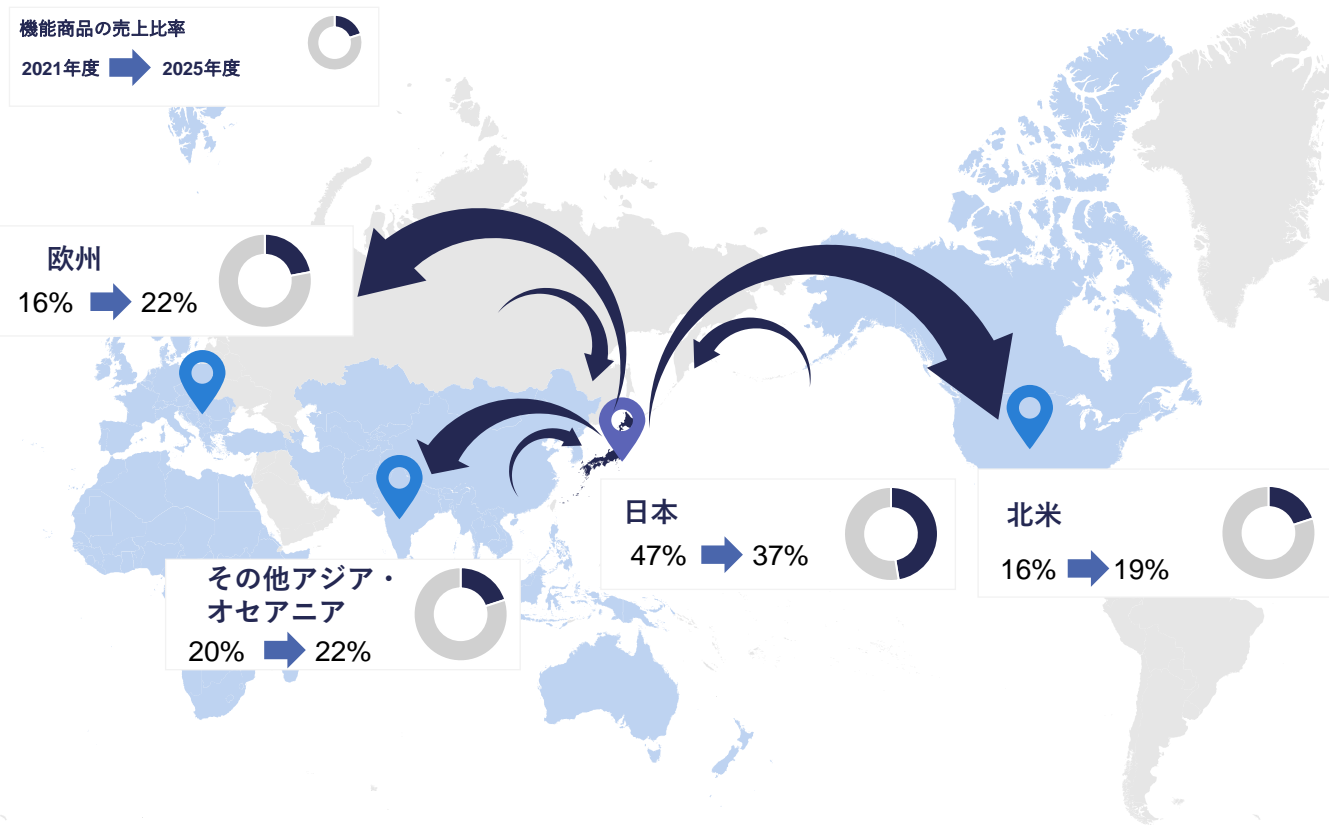 機能商品の売上比率
2021年度 2025年度
欧州
16% 22%
その他アジア・
オセアニア
20% 22%
日本
47% 37%
北米
16% 19%